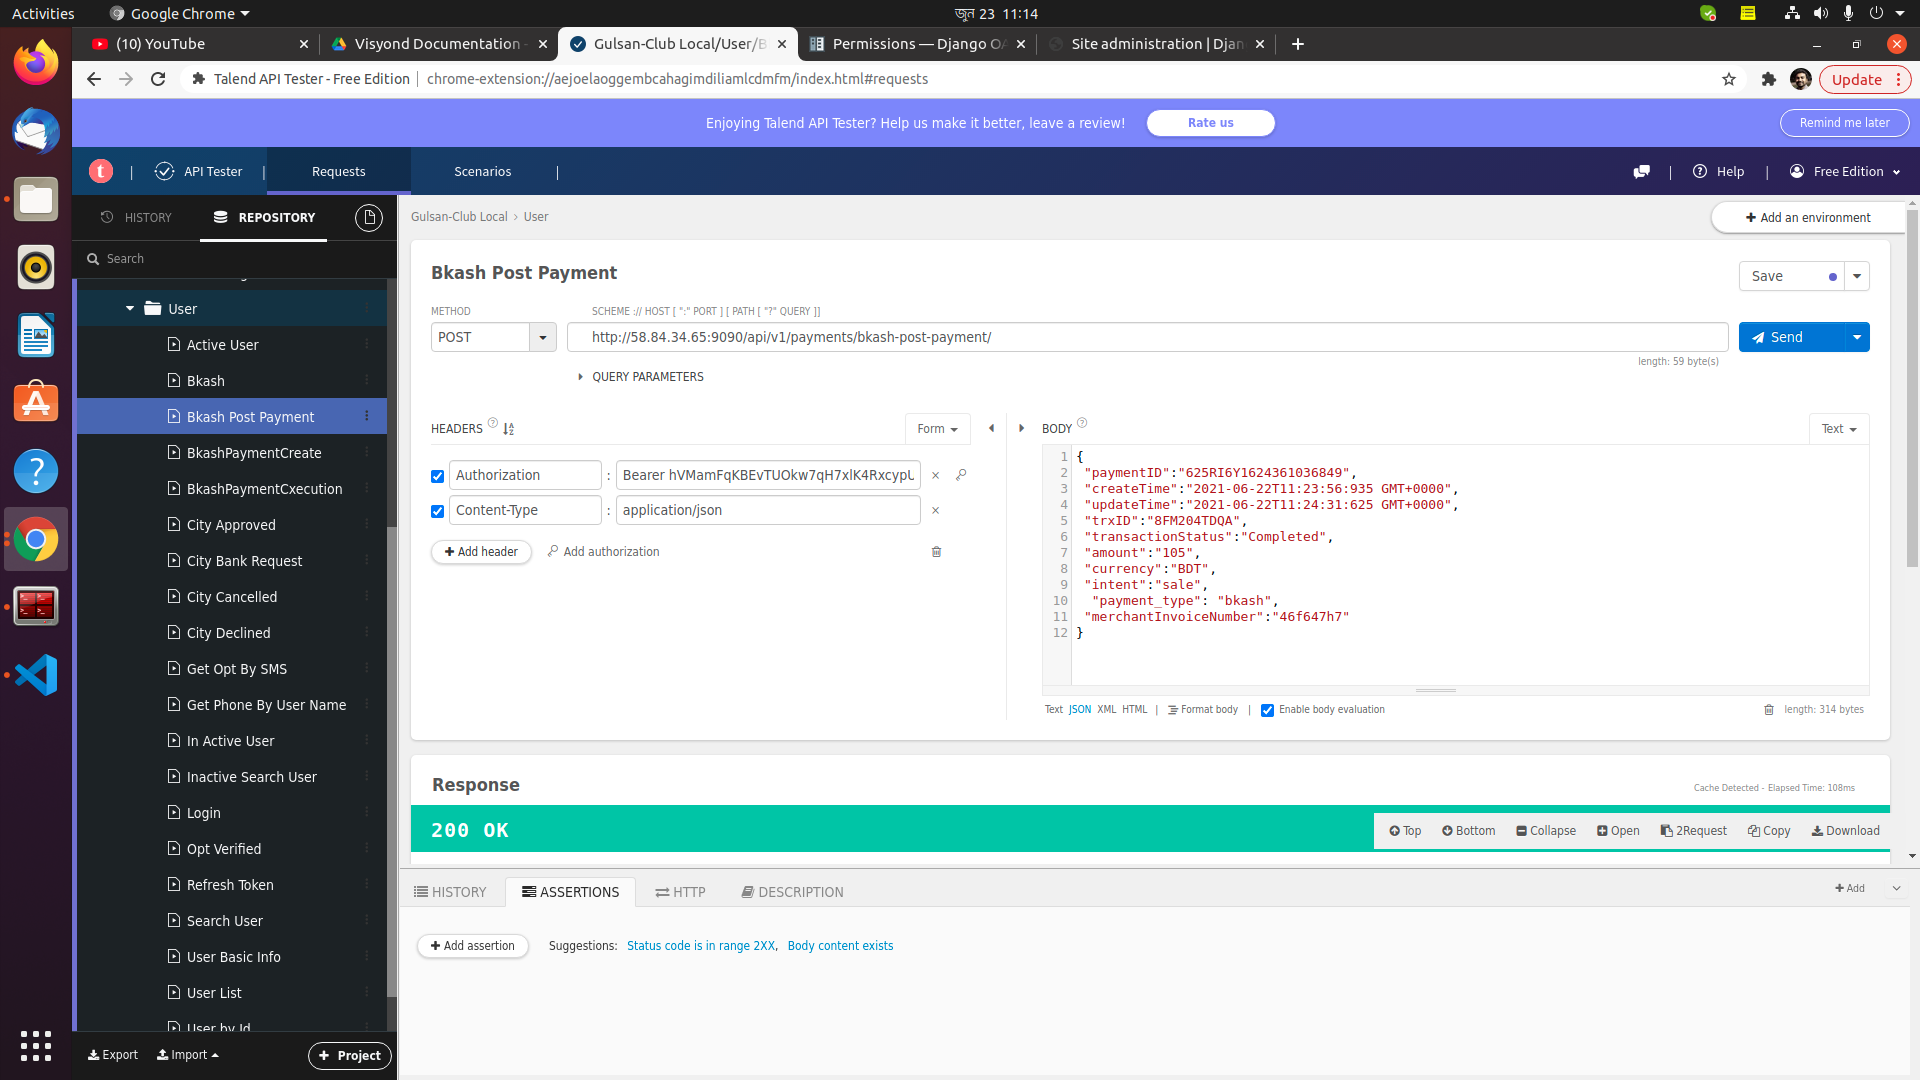 Activities
Google Chrome
जून 23 11:14
(10) YouTube
Visyond Documentation
Gulsan-Club Local/User/B
Permissions — Django OA
Site administration | Djan
Talend API Tester - Free Edition
chrome-extension://aejoelaoggembcahagimdiliamlcdmfm/index.html#requests
Update
Enjoying Talend API Tester? Help us make it better, leave a review!
Rate us
Remind me later
t
API Tester
Requests
Scenarios
Help
Free Edition
HISTORY
REPOSITORY
Search
User
Active User
Bkash
Bkash Post Payment
BkashPaymentCreate
BkashPaymentCxecution
City Approved
City Bank Request
City Cancelled
City Declined
Get Opt By SMS
Get Phone By User Name
In Active User
Inactive Search User
Login
Opt Verified
Refresh Token
Search User
User Basic Info
User List
User by Id
Export
Import
+ Project
Gulsan-Club Local › User
+ Add an environment
Bkash Post Payment
Save
METHOD
SCHEME :// HOST [ ":" PORT ] [ PATH [ "?" QUERY ]]
POST
http://58.84.34.65:9090/api/v1/payments/bkash-post-payment/
Send
length: 59 byte(s)
QUERY PARAMETERS
HEADERS
Form
Authorization : Bearer hVMamFqKBEvTUOkw7qH7xlK4RxcypU
Content-Type : application/json
+ Add header
Add authorization
BODY
Text
1 {
2 "paymentID":"625RI6Y1624361036849",
3 "createTime":"2021-06-22T11:23:56:935 GMT+0000",
4 "updateTime":"2021-06-22T11:24:31:625 GMT+0000",
5 "trxID":"8FM204TDQA",
6 "transactionStatus":"Completed",
7 "amount":"105",
8 "currency":"BDT",
9 "intent":"sale",
10 "payment_type": "bkash",
11 "merchantInvoiceNumber":"46f647h7"
12 }
Text JSON XML HTML | Format body | Enable body evaluation
length: 314 bytes
Response
Cache Detected - Elapsed Time: 108ms
200 OK
Top
Bottom
Collapse
Open
2Request
Copy
Download
HISTORY
ASSERTIONS
HTTP
DESCRIPTION
+ Add
+ Add assertion
Suggestions: Status code is in range 2XX, Body content exists